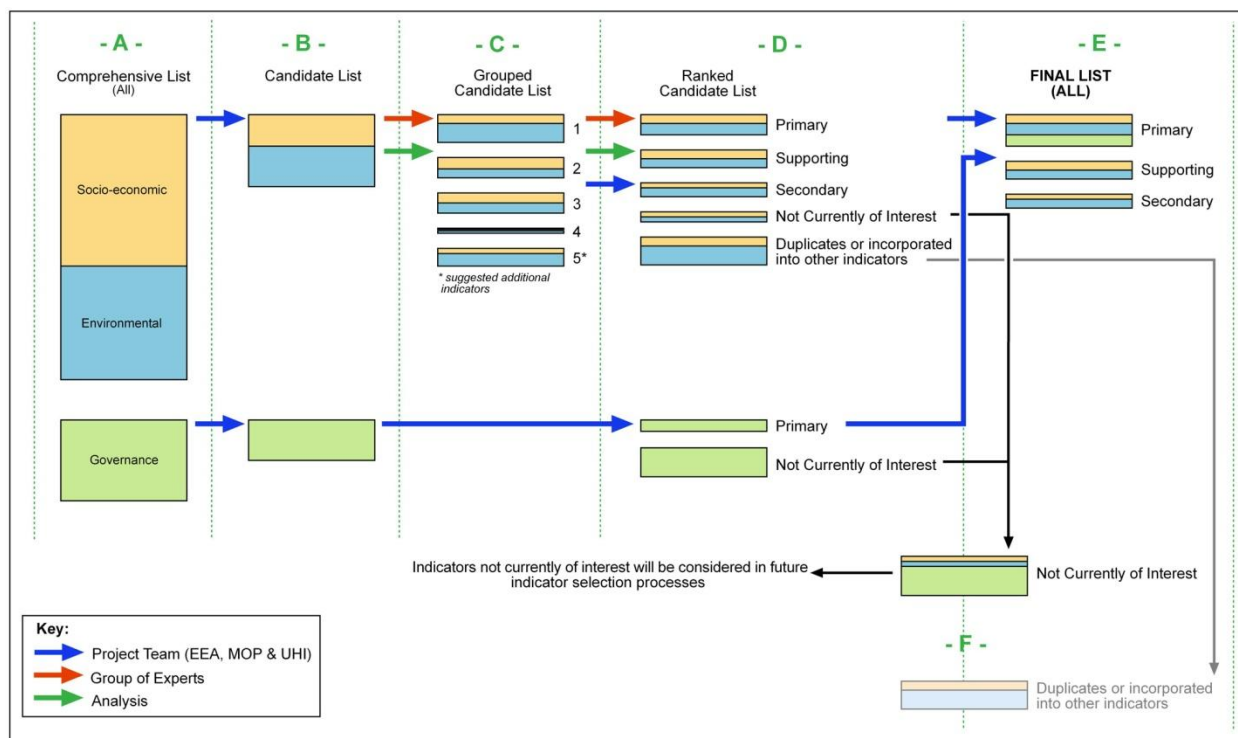 - A -
- B -
- C -
- D -
- E -
Comprehensive List
(All)
Candidate List
Grouped
Candidate List
Ranked
Candidate List
FINAL LIST
(ALL)
Socio-economic
Environmental
1
2
3
4
5*
* suggested additional
indicators
Primary
Supporting
Secondary
Not Currently of Interest
Duplicates or incorporated
into other indicators
Primary
Supporting
Secondary
Governance
Primary
Not Currently of Interest
Indicators not currently of interest will be considered in future
indicator selection processes
Not Currently of Interest
- F -
Duplicates or incorporated
into other indicators
Key:
Project Team (EEA, MOP & UHI)
Group of Experts
Analysis